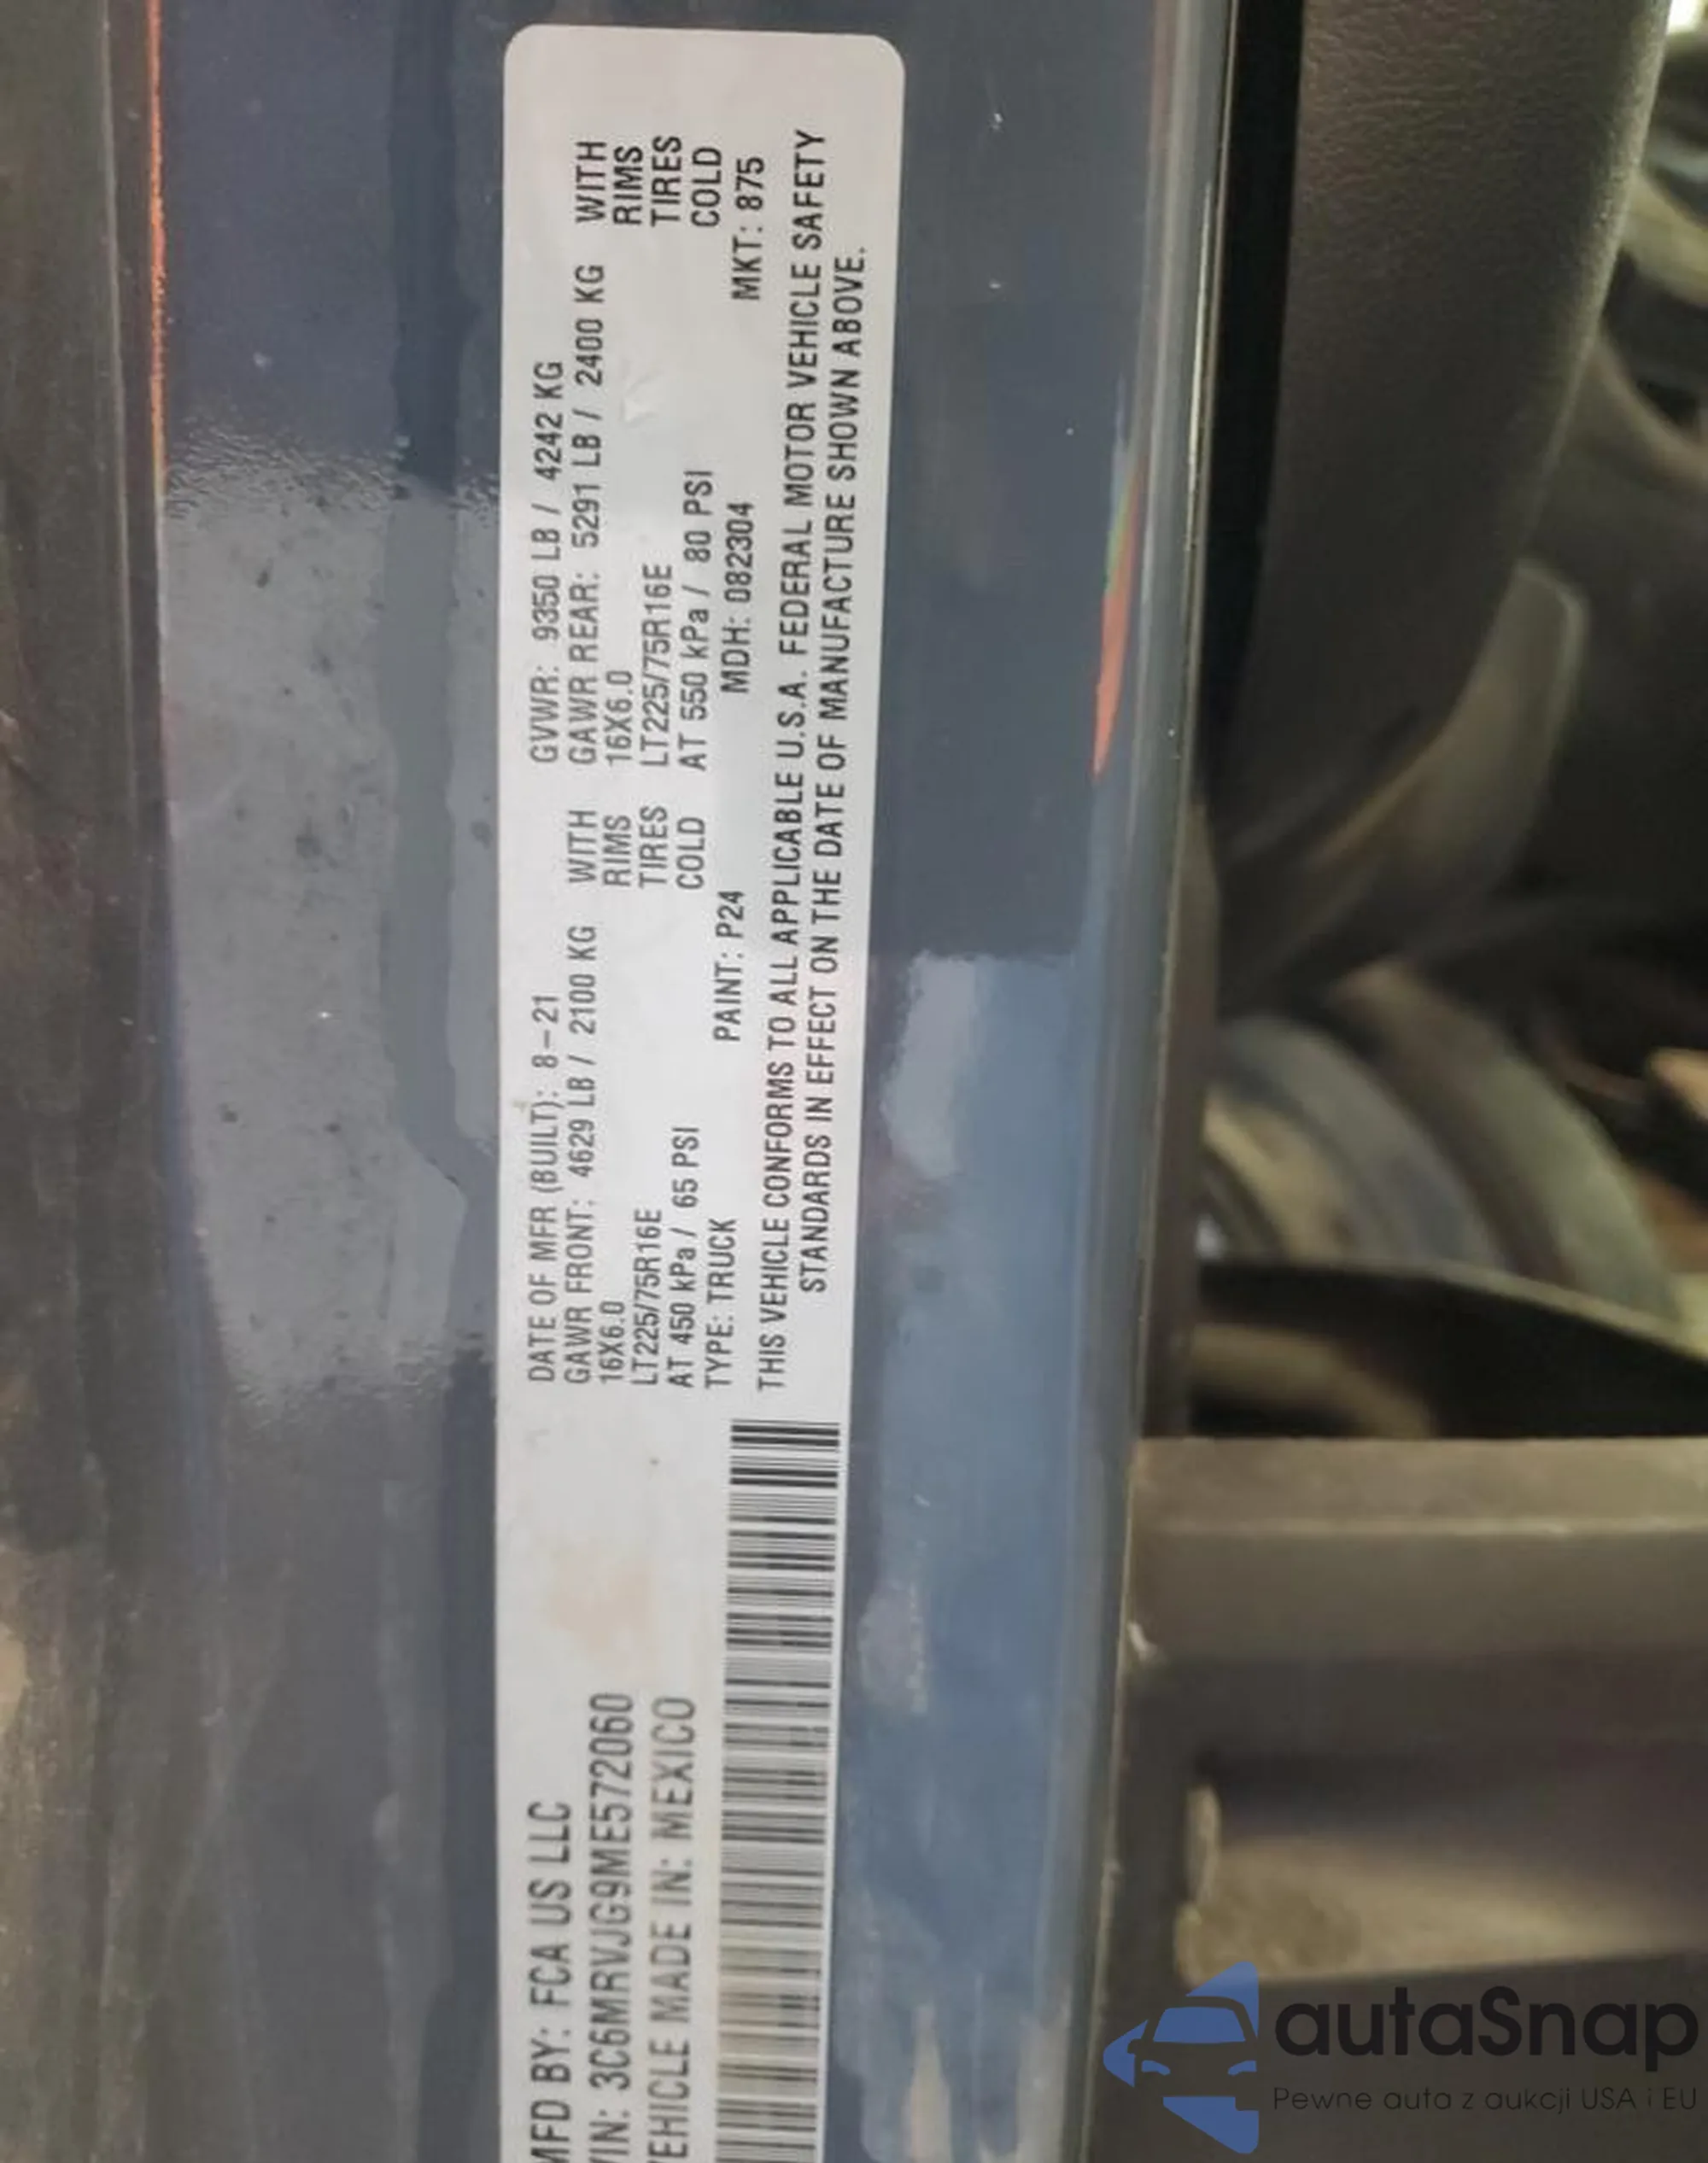 MFD BY: FCA US LLC
VIN: 3C6MRVJG9ME572060
VEHICLE MADE IN: MEXICO
DATE OF MFR (BUILT): 8-21 GVWR: 9350 LB / 4242 KG
GAWR FRONT: 4629 LB / 2100 KG WITH GAWR REAR: 5291 LB / 2400 KG WITH
16X6.0 RIMS 16X6.0 RIMS
LT225/75R16E TIRES LT225/75R16E TIRES
AT 450 kPa / 65 PSI COLD AT 550 kPa / 80 PSI COLD
TYPE: TRUCK PAINT: P24 MDH: 082304 MKT: 875
THIS VEHICLE CONFORMS TO ALL APPLICABLE U.S.A. FEDERAL MOTOR VEHICLE SAFETY
STANDARDS IN EFFECT ON THE DATE OF MANUFACTURE SHOWN ABOVE.
autaSnap
Pewne auta z aukcji USA i EU